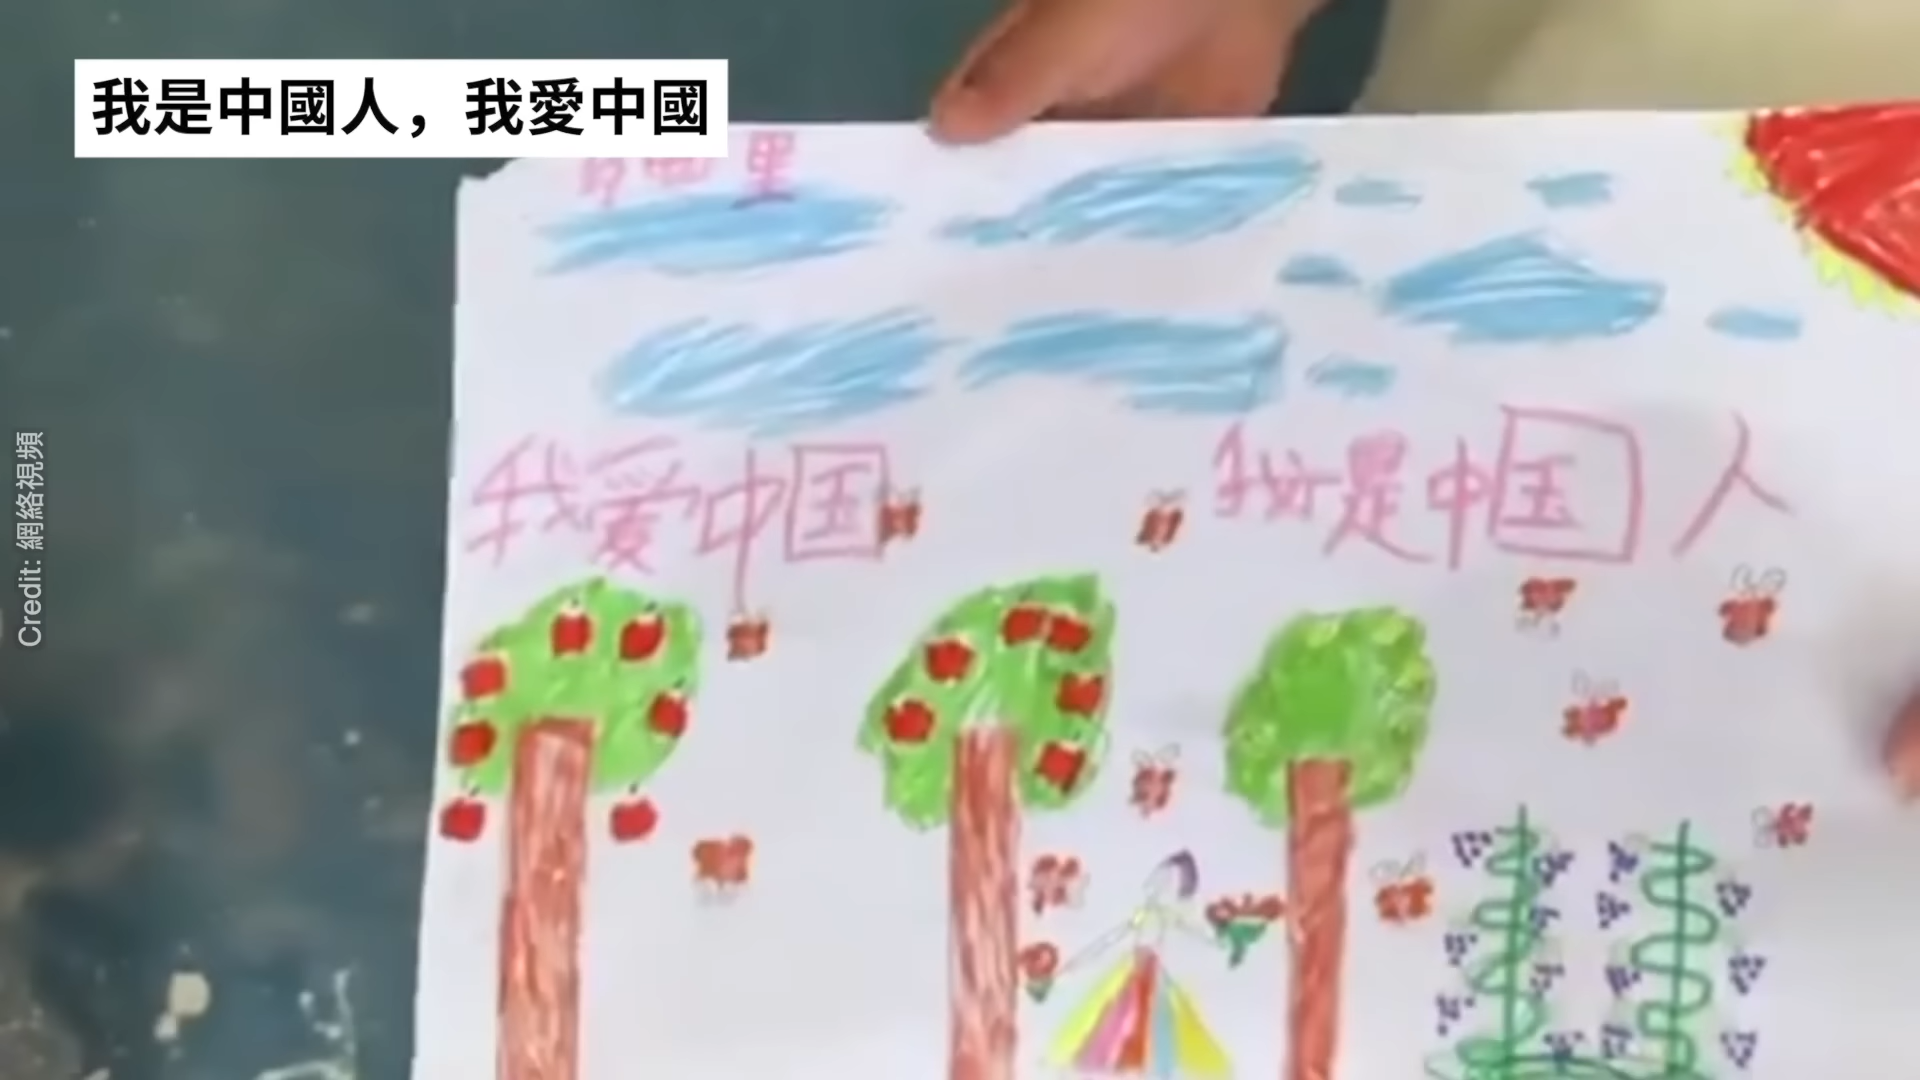 我是中國人，我愛中國
里
我爱中国
我是中国人
Credit: 網絡視頻